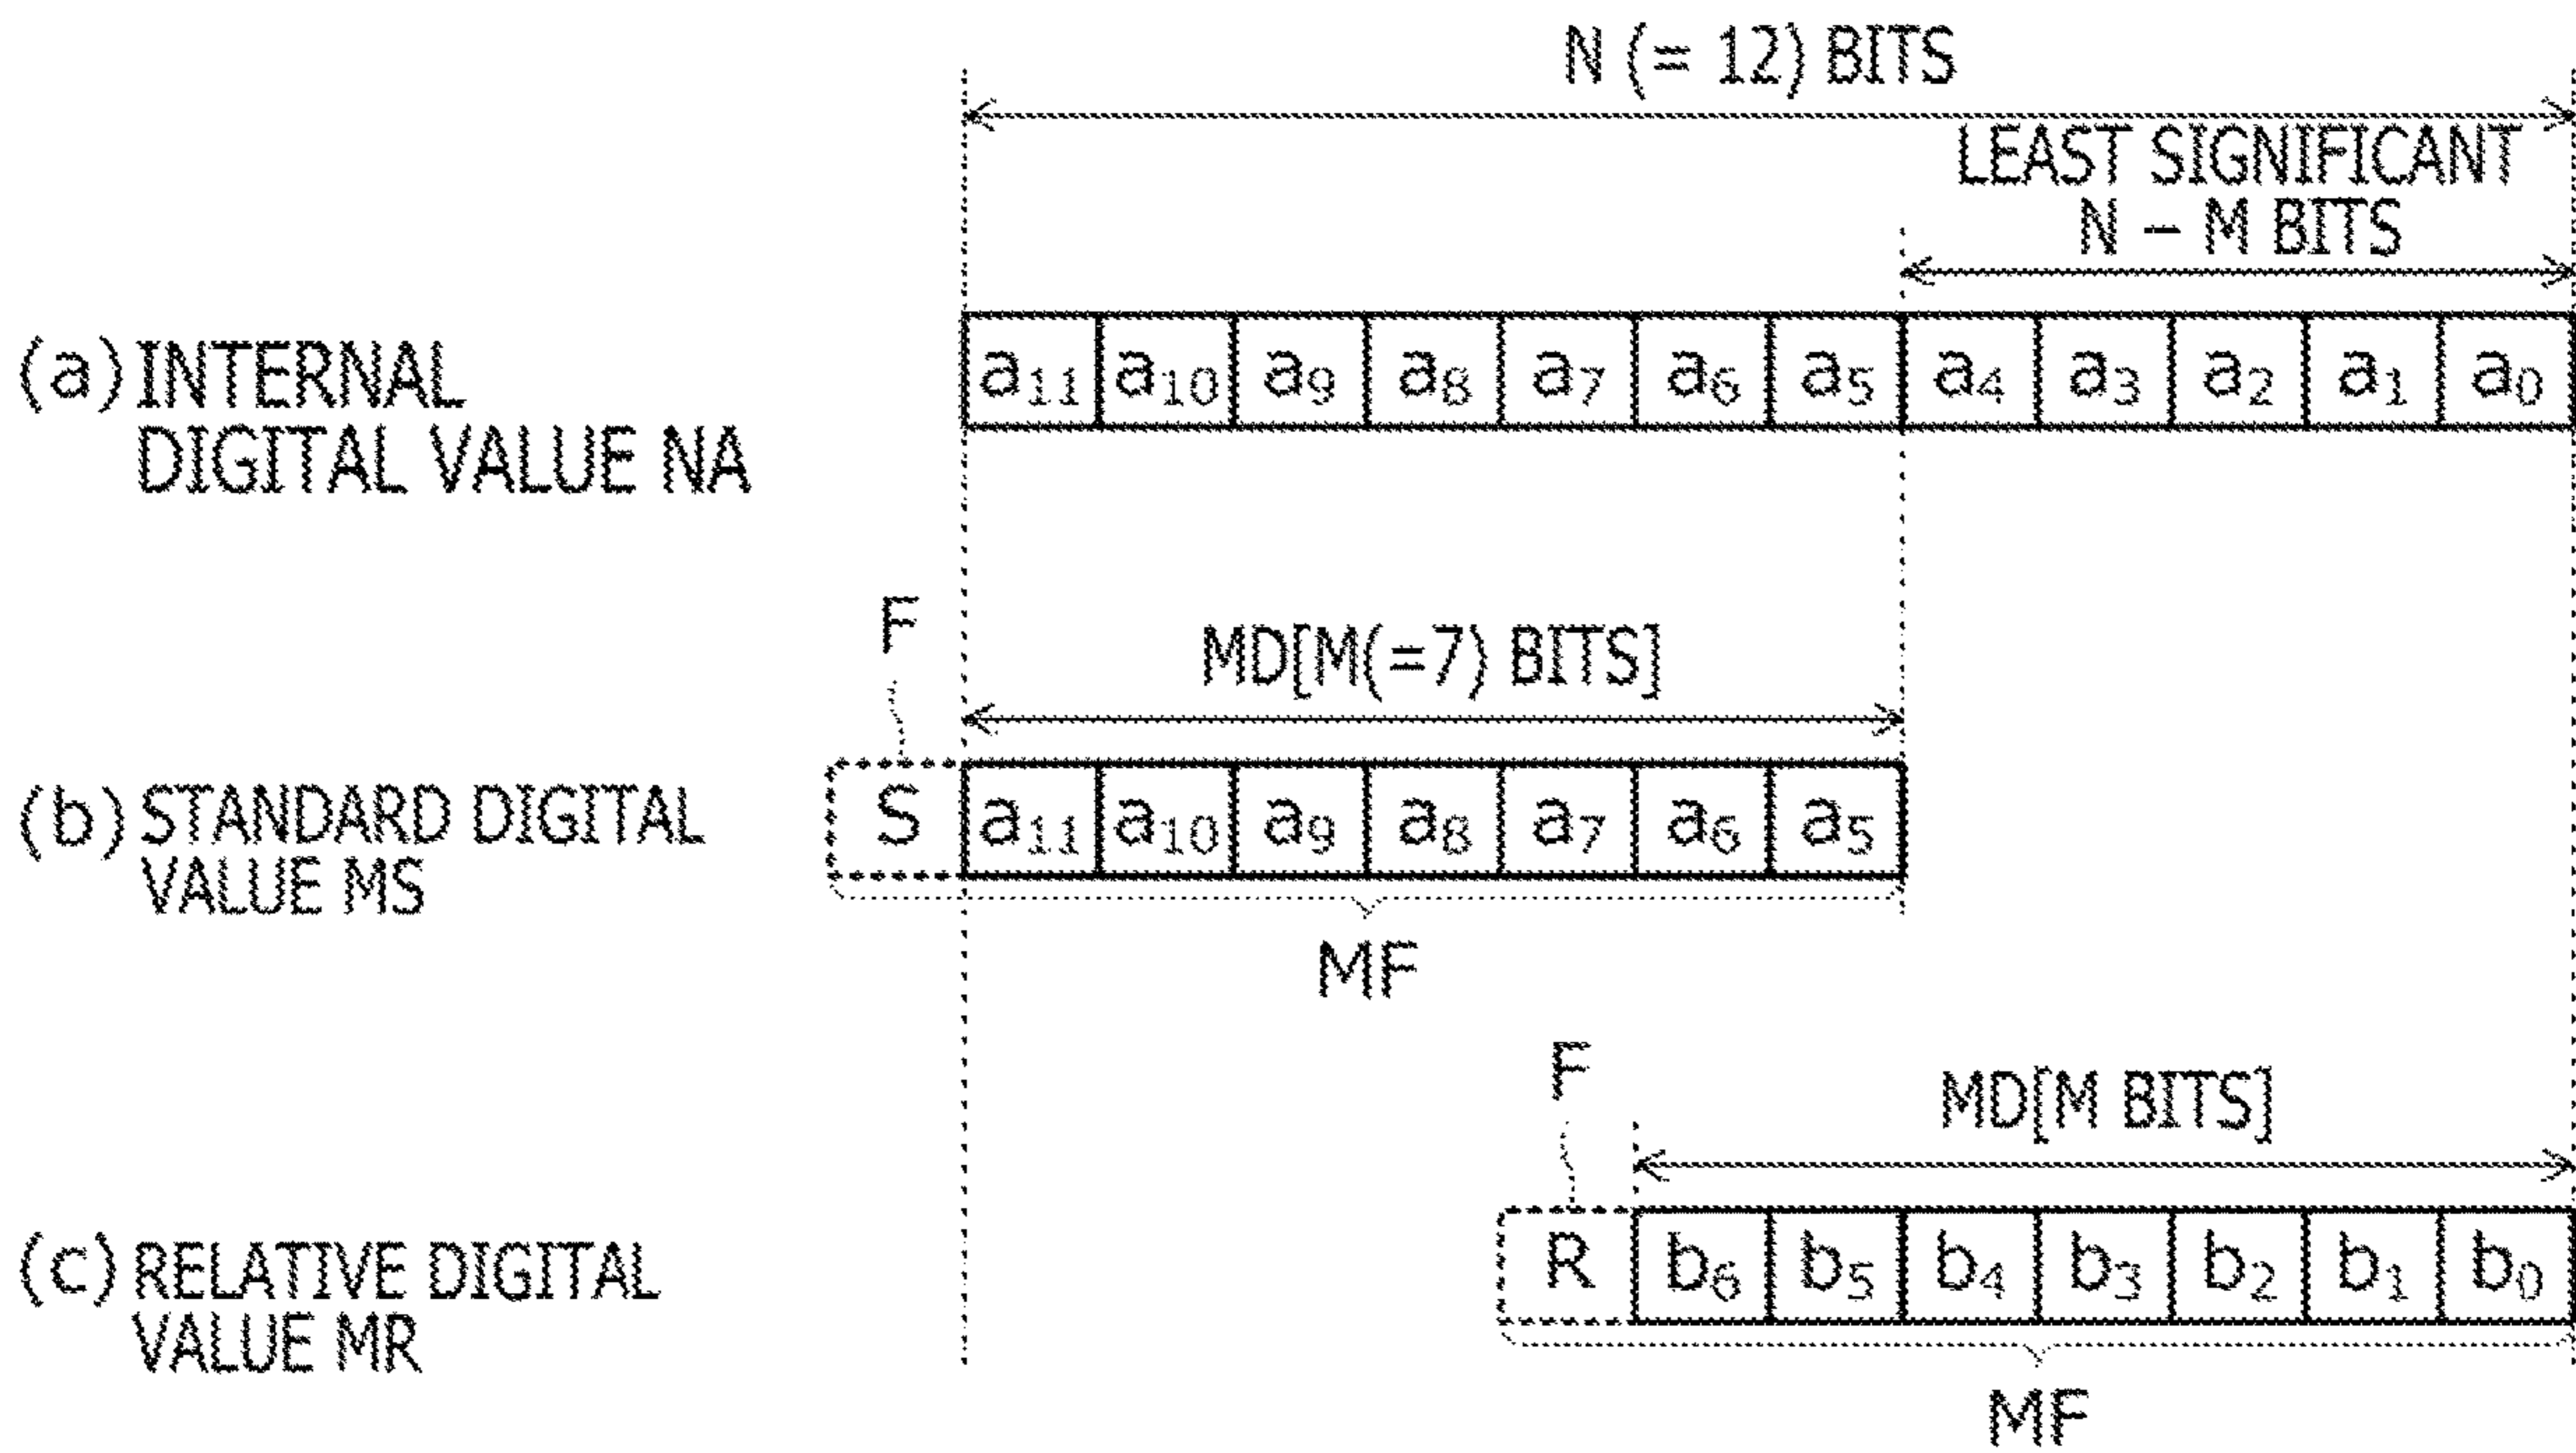 N (= 12) BITS
LEAST SIGNIFICANT
N – M BITS
(a) INTERNAL
DIGITAL VALUE NA
a11 a10 a9 a8 a7 a6 a5 a4 a3 a2 a1 a0
F
MD[M(=7) BITS]
(b) STANDARD DIGITAL
VALUE MS
S a11 a10 a9 a8 a7 a6 a5
MF
F
MD[M BITS]
(c) RELATIVE DIGITAL
VALUE MR
R b6 b5 b4 b3 b2 b1 b0
MF